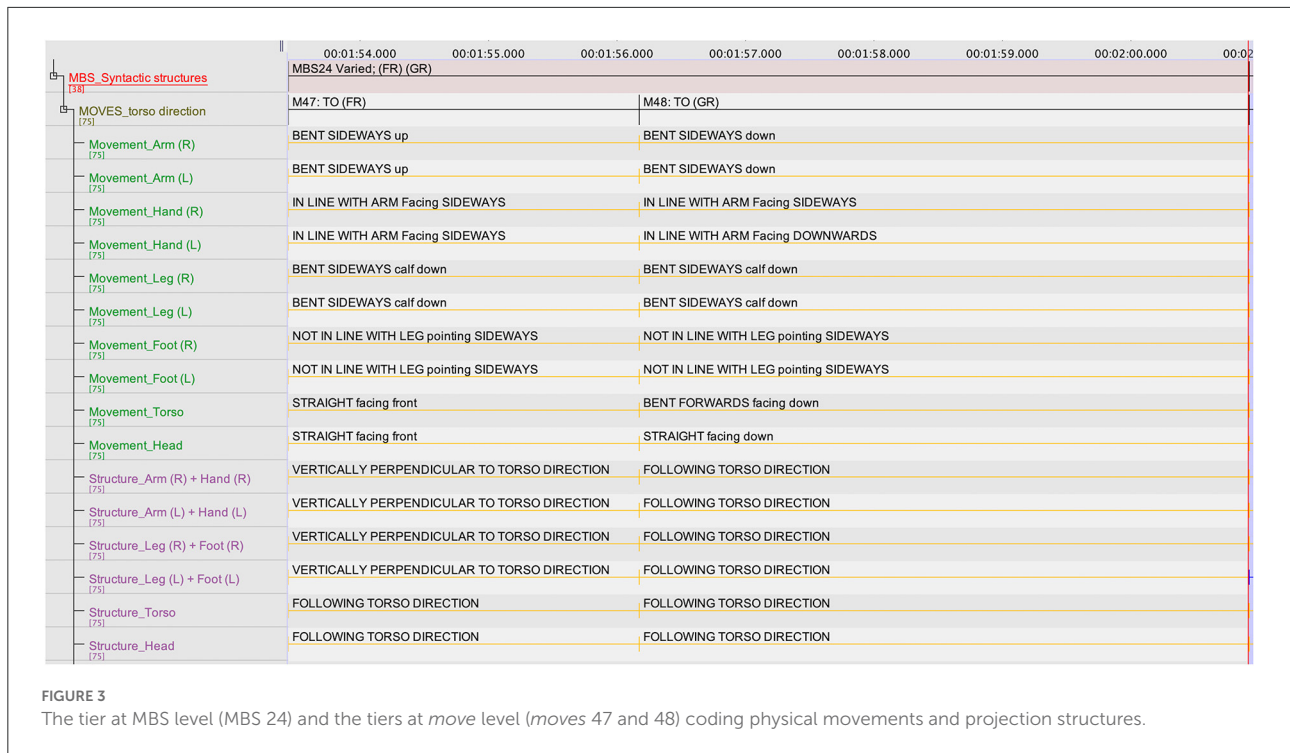 00:01:54.000 00:01:55.000 00:01:56.000 00:01:57.000 00:01:58.000 00:01:59.000 00:02:00.000 00:02
MBS_Syntactic structures MBS24 Varied; (FR) (GR)
[38]
MOVES_torso direction M47: TO (FR) M48: TO (GR)
[75]
Movement_Arm (R) BENT SIDEWAYS up BENT SIDEWAYS down
[75]
Movement_Arm (L) BENT SIDEWAYS up BENT SIDEWAYS down
[75]
Movement_Hand (R) IN LINE WITH ARM Facing SIDEWAYS IN LINE WITH ARM Facing SIDEWAYS
[75]
Movement_Hand (L) IN LINE WITH ARM Facing SIDEWAYS IN LINE WITH ARM Facing DOWNWARDS
[75]
Movement_Leg (R) BENT SIDEWAYS calf down BENT SIDEWAYS calf down
[75]
Movement_Leg (L) BENT SIDEWAYS calf down BENT SIDEWAYS calf down
[75]
Movement_Foot (R) NOT IN LINE WITH LEG pointing SIDEWAYS NOT IN LINE WITH LEG pointing SIDEWAYS
[75]
Movement_Foot (L) NOT IN LINE WITH LEG pointing SIDEWAYS NOT IN LINE WITH LEG pointing SIDEWAYS
[75]
Movement_Torso STRAIGHT facing front BENT FORWARDS facing down
[75]
Movement_Head STRAIGHT facing front STRAIGHT facing down
[75]
Structure_Arm (R) + Hand (R) VERTICALLY PERPENDICULAR TO TORSO DIRECTION FOLLOWING TORSO DIRECTION
[75]
Structure_Arm (L) + Hand (L) VERTICALLY PERPENDICULAR TO TORSO DIRECTION FOLLOWING TORSO DIRECTION
[75]
Structure_Leg (R) + Foot (R) VERTICALLY PERPENDICULAR TO TORSO DIRECTION FOLLOWING TORSO DIRECTION
[75]
Structure_Leg (L) + Foot (L) VERTICALLY PERPENDICULAR TO TORSO DIRECTION FOLLOWING TORSO DIRECTION
[75]
Structure_Torso FOLLOWING TORSO DIRECTION FOLLOWING TORSO DIRECTION
[75]
Structure_Head FOLLOWING TORSO DIRECTION FOLLOWING TORSO DIRECTION
[75]
FIGURE 3
The tier at MBS level (MBS 24) and the tiers at move level (moves 47 and 48) coding physical movements and projection structures.